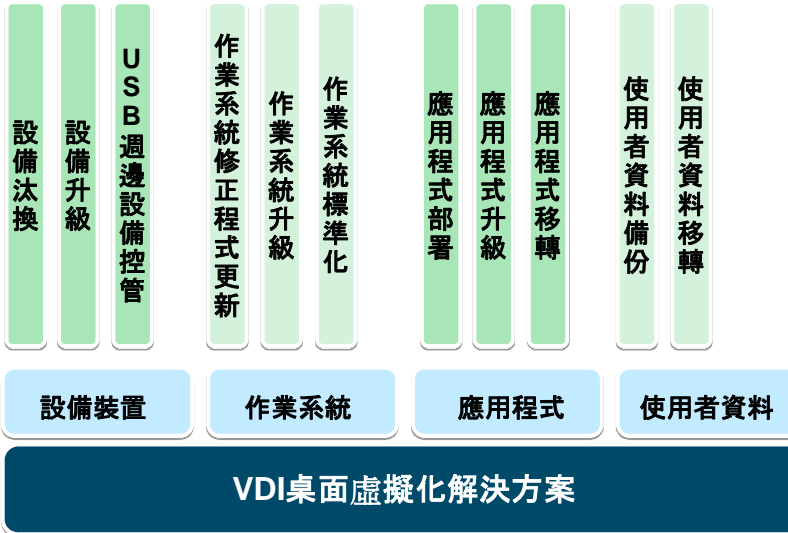 設備汰換
設備升級
USB週邊設備控管
作業系統修正程式更新
作業系統升級
作業系統標準化
應用程式部署
應用程式升級
應用程式移轉
使用者資料備份
使用者資料移轉
設備裝置
作業系統
應用程式
使用者資料
VDI桌面虛擬化解決方案